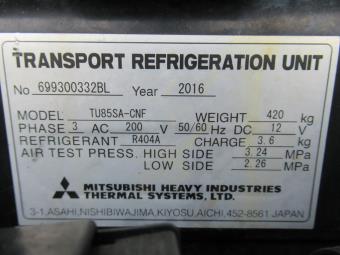 TRANSPORT REFRIGERATION UNIT
No 699300332BL Year 2016
MODEL TU85SA-CNF WEIGHT 420 kg
PHASE 3 AC 200 V 50/60 Hz DC 12 V
REFRIGERANT R404A CHARGE 3.6 kg
AIR TEST PRESS. HIGH SIDE 3.24 MPa
LOW SIDE 2.26 MPa
MITSUBISHI HEAVY INDUSTRIES
THERMAL SYSTEMS, LTD.
3-1, ASAHI, NISHIBIWAJIMA, KIYOSU, AICHI, 452-8561 JAPAN